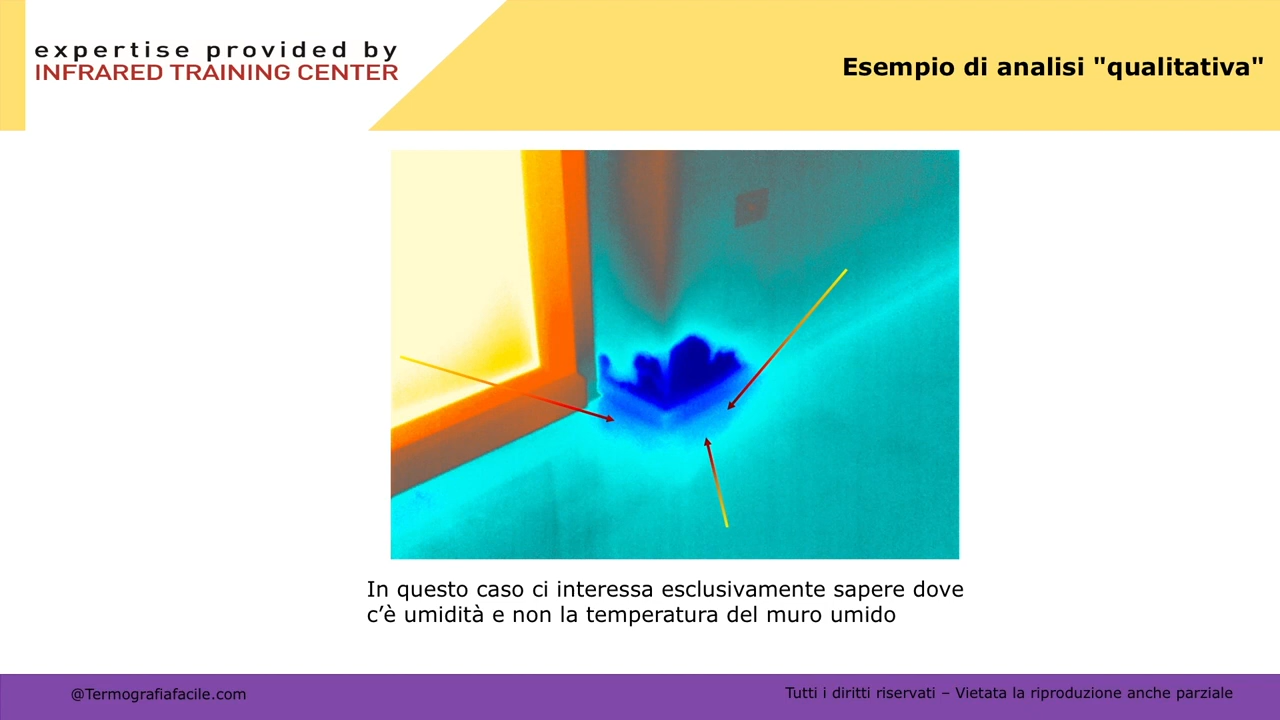 expertise provided by
INFRARED TRAINING CENTER
Esempio di analisi "qualitativa"
In questo caso ci interessa esclusivamente sapere dove
c’è umidità e non la temperatura del muro umido
@Termografiafacile.com
Tutti i diritti riservati – Vietata la riproduzione anche parziale